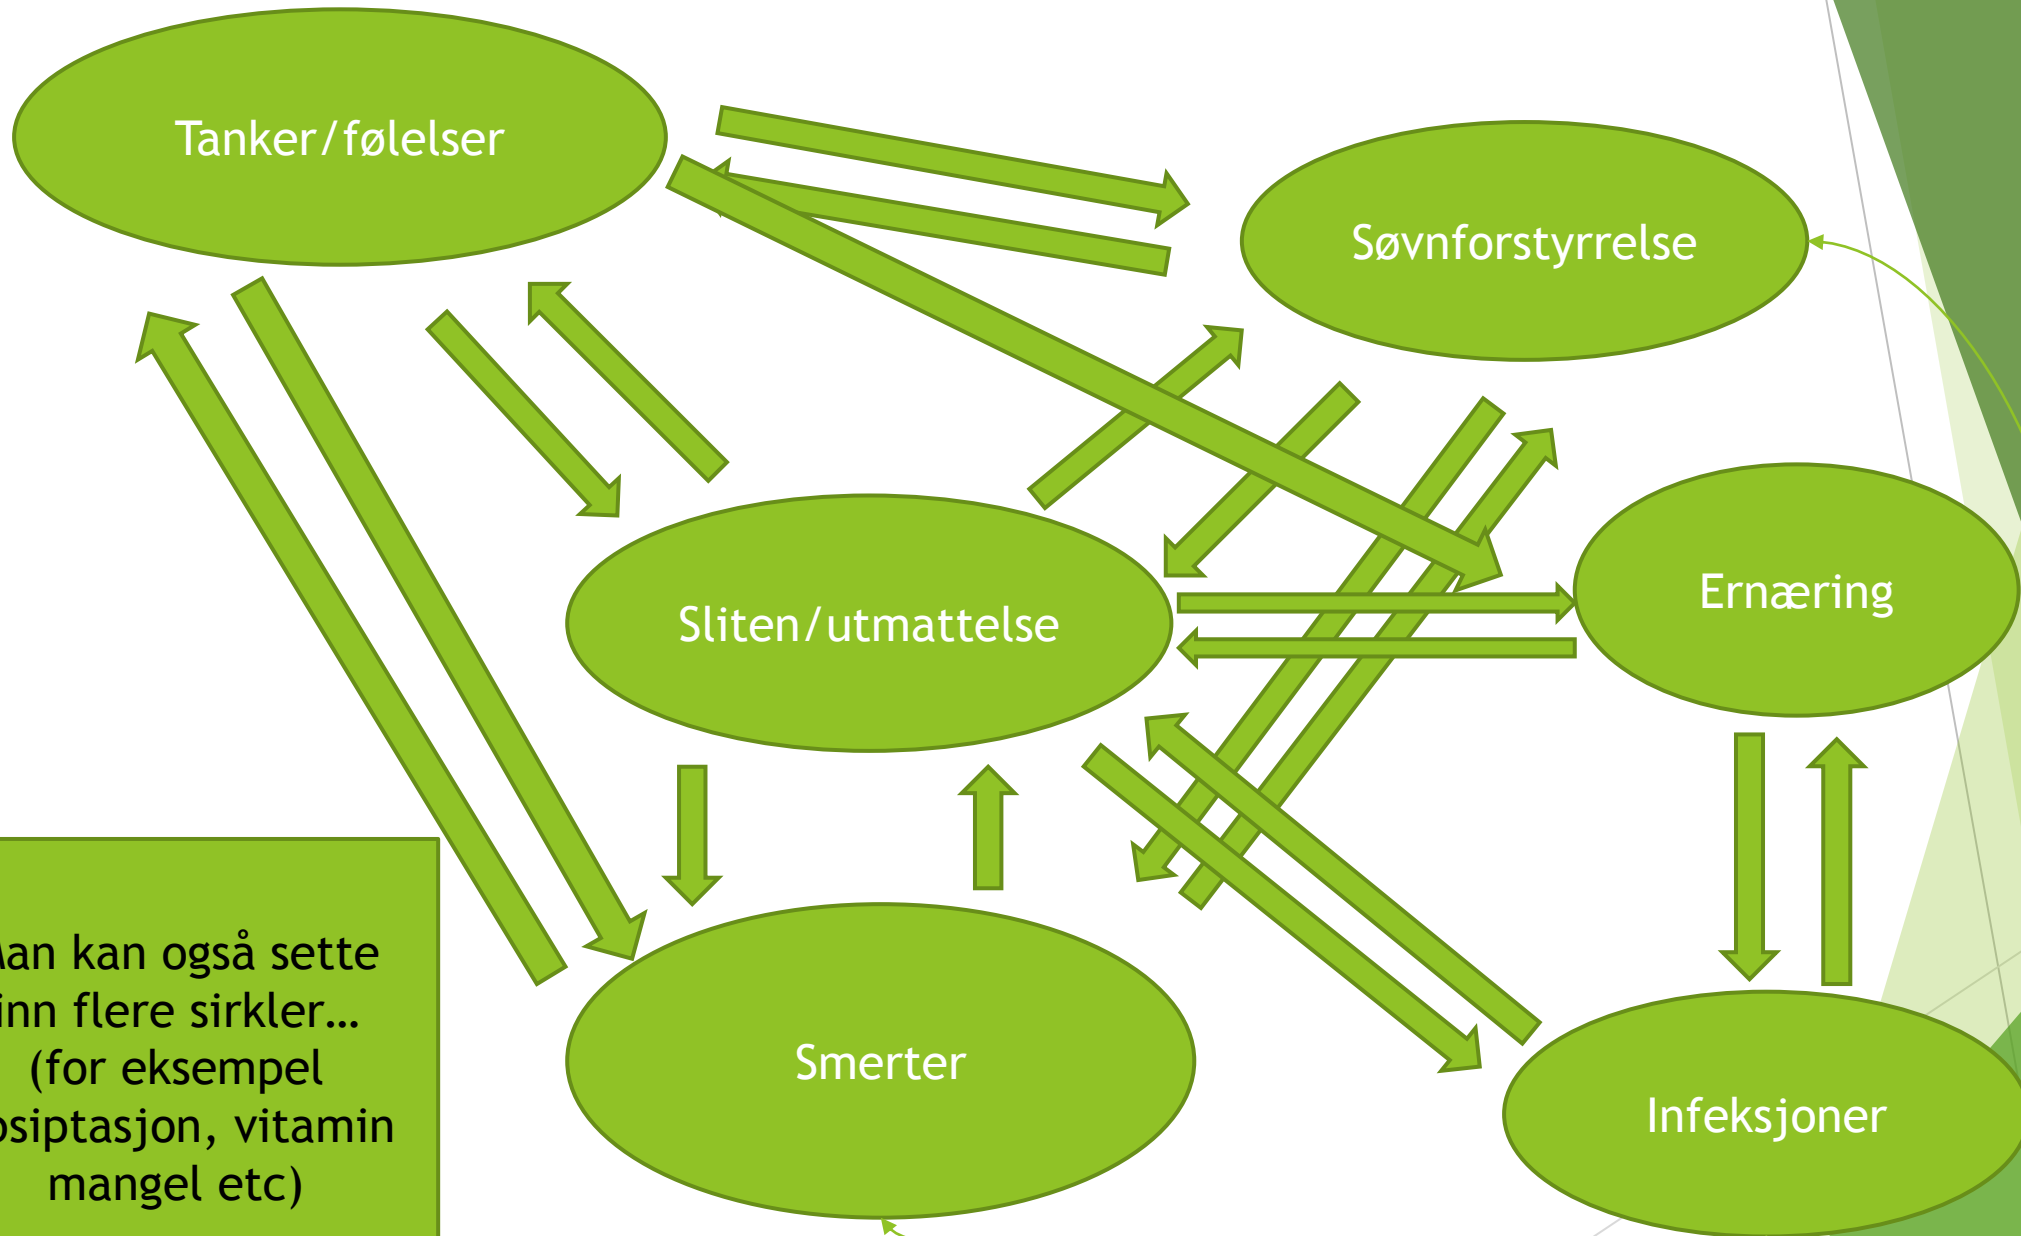 Tanker/følelser
Søvnforstyrrelse
Ernæring
Sliten/utmattelse
Smerter
Infeksjoner
Man kan også sette
inn flere sirkler…
(for eksempel
osiptasjon, vitamin
mangel etc)